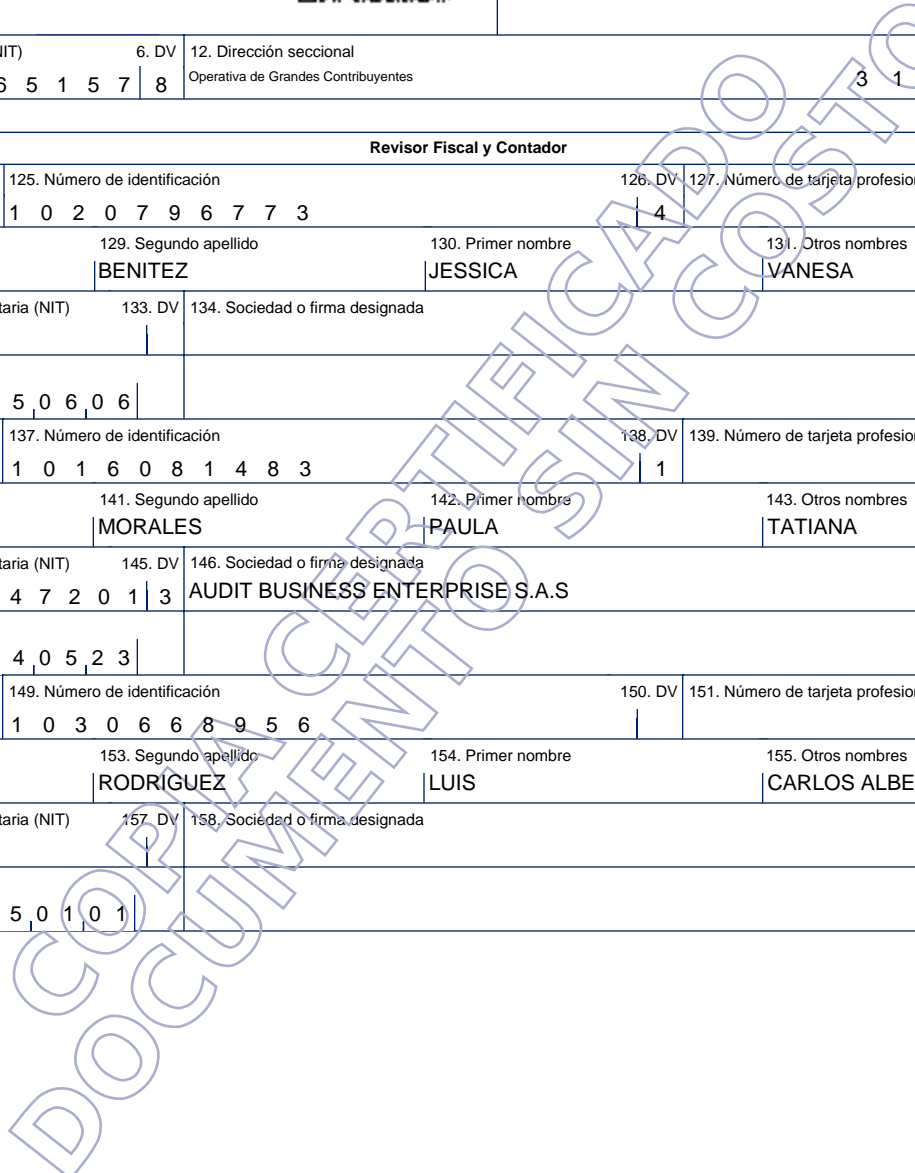 NIT) 6. DV 12. Dirección seccional
6 5 1 5 7 8 Operativa de Grandes Contribuyentes 3 1
Revisor Fiscal y Contador
125. Número de identificación 126. DV 127. Número de tarjeta profesion
1 0 2 0 7 9 6 7 7 3 4
129. Segundo apellido 130. Primer nombre 131. Otros nombres
BENITEZ JESSICA VANESA
taria (NIT) 133. DV 134. Sociedad o firma designada
5 0 6 0 6
137. Número de identificación 138. DV 139. Número de tarjeta profesion
1 0 1 6 0 8 1 4 8 3 1
141. Segundo apellido 142. Primer nombre 143. Otros nombres
MORALES PAULA TATIANA
taria (NIT) 145. DV 146. Sociedad o firma designada
4 7 2 0 1 3 AUDIT BUSINESS ENTERPRISE S.A.S
4 0 5 2 3
149. Número de identificación 150. DV 151. Número de tarjeta profesion
1 0 3 0 6 6 8 9 5 6
153. Segundo apellido 154. Primer nombre 155. Otros nombres
RODRIGUEZ LUIS CARLOS ALBE
taria (NIT) 157. DV 158. Sociedad o firma designada
5 0 1 0 1
COPIA CERTIFICADO
DOCUMENTO SIN COSTO